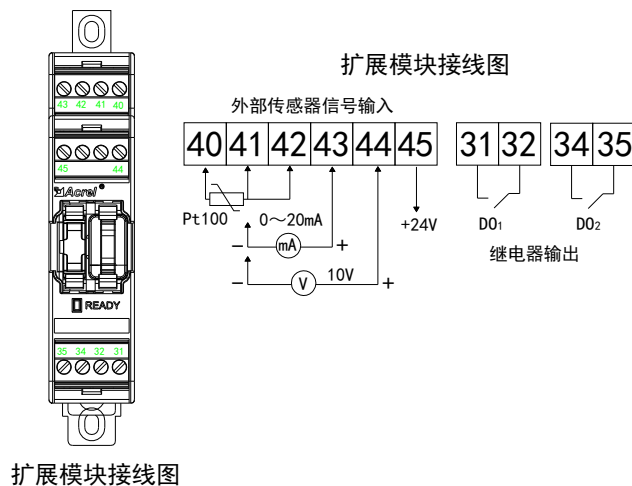 扩展模块接线图
外部传感器信号输入
40 41 42 43 44 45
31 32
34 35
Pt100
0～20mA
+24V
DO₁
DO₂
- mA +
继电器输出
- V 10V +
43 42 41 40
45 44
Acrel®
READY
35 34 32 31
扩展模块接线图